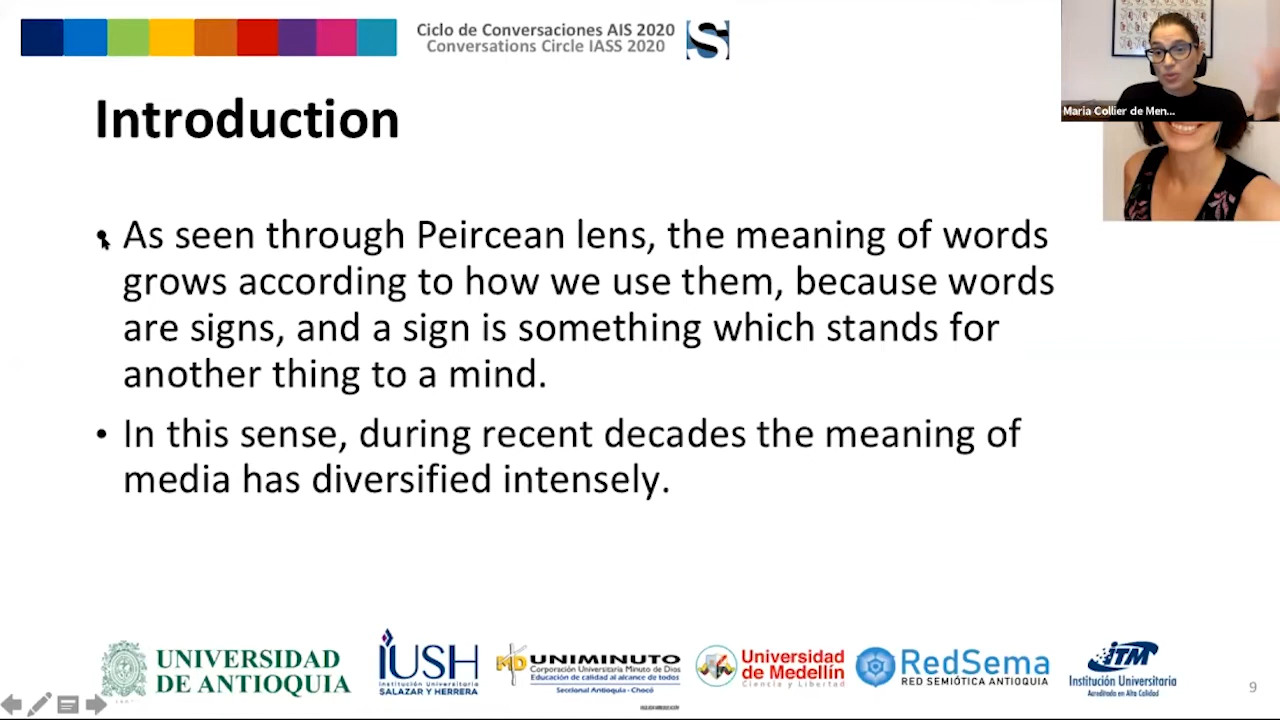 Ciclo de Conversaciones AIS 2020
Conversations Circle IASS 2020
S
Maria Collier de Men...
Introduction
• As seen through Peircean lens, the meaning of words
grows according to how we use them, because words
are signs, and a sign is something which stands for
another thing to a mind.
• In this sense, during recent decades the meaning of
media has diversified intensely.
UNIVERSIDAD
DE ANTIOQUIA
IUSH
Institución Universitaria
SALAZAR Y HERRERA
MD UNIMINUTO
Corporación Universitaria Minuto de Dios
Educación de calidad al alcance de todos
Seccional Antioquia - Chocó
Universidad
de Medellín
Ciencia y Libertad
RedSema
RED SEMIÓTICA ANTIOQUIA
iTM
Institución Universitaria
Acreditada en Alta Calidad
9